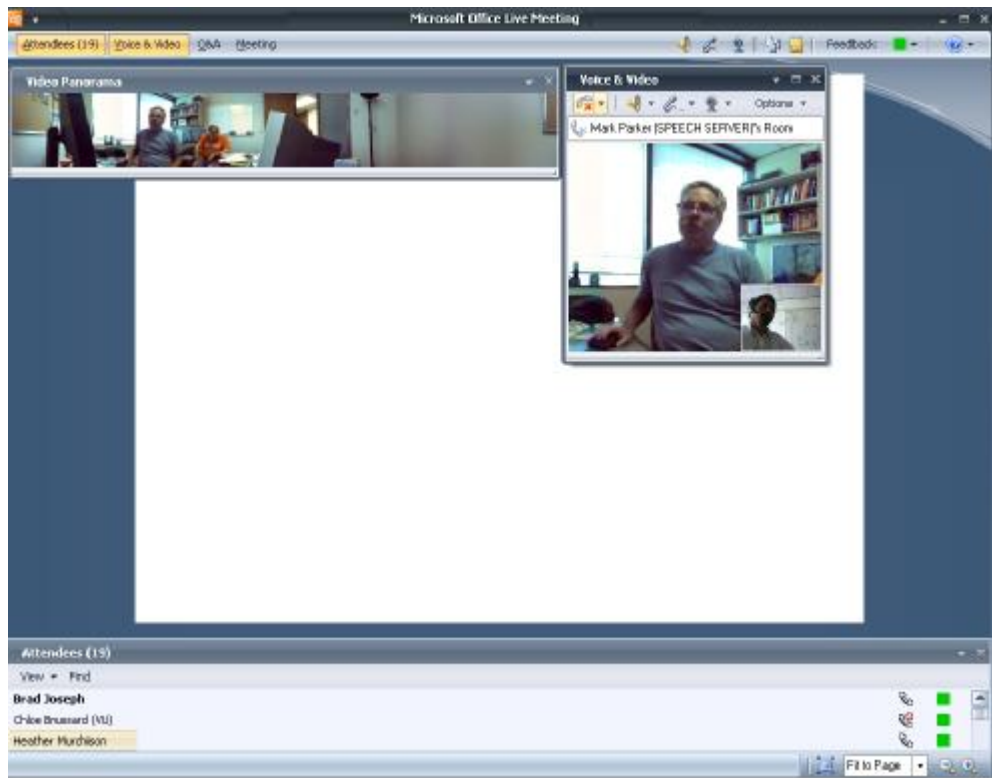 Microsoft Office Live Meeting
Attendees (19) Voice & Video Q&A Meeting Feedback:
Video Panorama
Voice & Video
Options
Mark Parker [SPEECH SERVER]'s Room
Attendees (19)
View Find
Brad Joseph
Chloe Brussard (VU)
Heather Murchison
Fit to Page